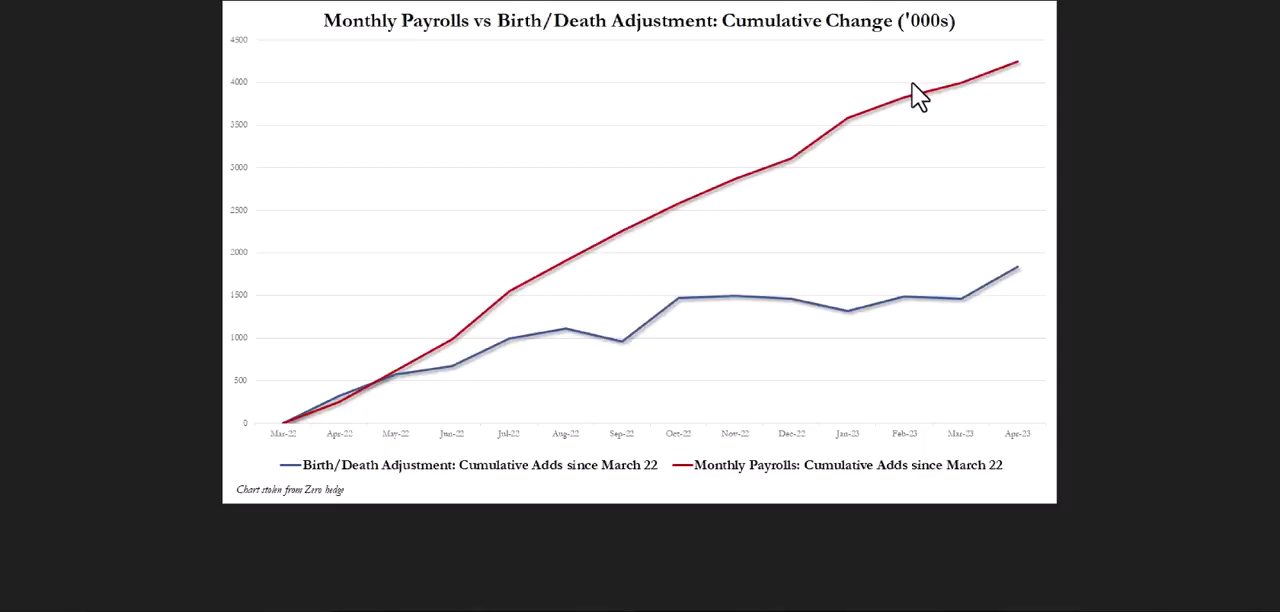 Monthly Payrolls vs Birth/Death Adjustment: Cumulative Change ('000s)
4500
4000
3500
3000
2500
2000
1500
1000
500
0
Mar-22 Apr-22 May-22 Jun-22 Jul-22 Aug-22 Sep-22 Oct-22 Nov-22 Dec-22 Jan-23 Feb-23 Mar-23 Apr-23
Birth/Death Adjustment: Cumulative Adds since March 22 Monthly Payrolls: Cumulative Adds since March 22
Chart stolen from Zero hedge